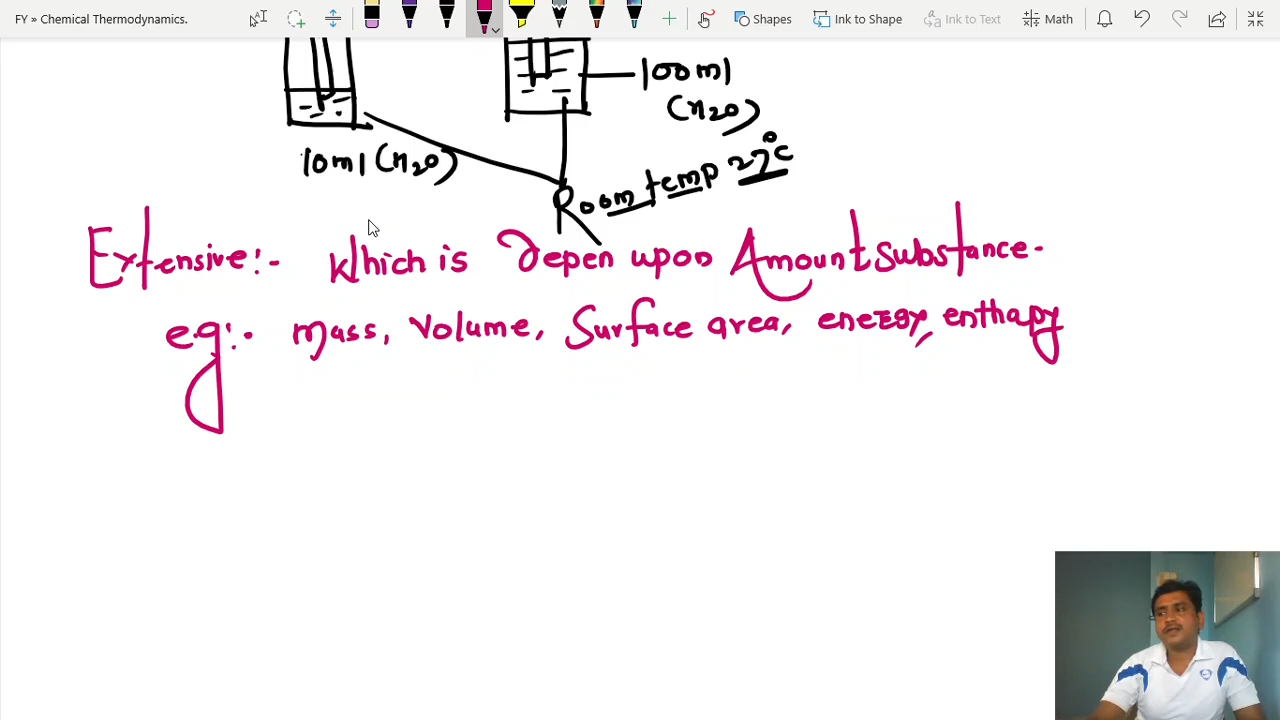 FY » Chemical Thermodynamics.
Shapes
Ink to Shape
Ink to Text
Math
100ml
(H2O)
10ml (H2O)
Room temp 27°C
Extensive:- Which is depen upon Amount substance.
eg:- mass, volume, Surface area, energy, enthapy